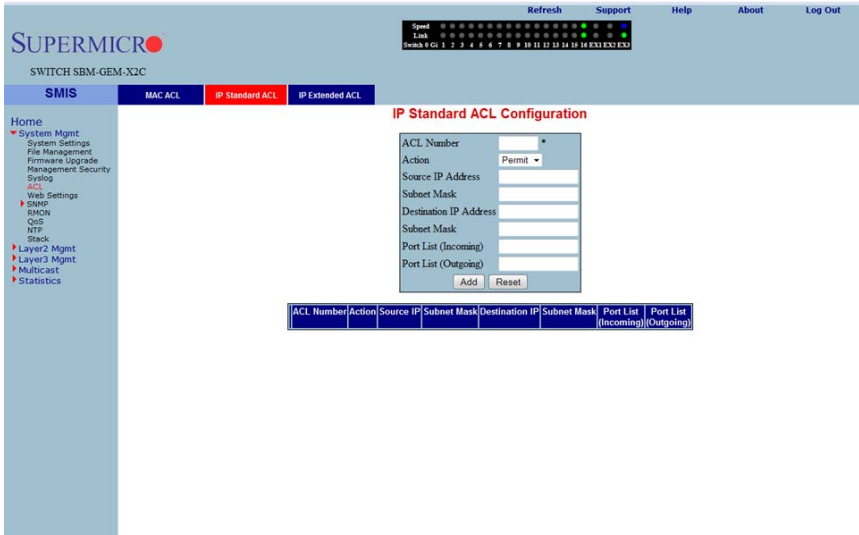 Refresh Support Help About Log Out
Speed
Link
Switch 0 Gi 1 2 3 4 5 6 7 8 9 10 11 12 13 14 15 16 EX1 EX2 EX3
SUPERMICR
SWITCH SBM-GEM-X2C
SMIS
MAC ACL IP Standard ACL IP Extended ACL
Home
System Mgmt
System Settings
File Management
Firmware Upgrade
Management Security
Syslog
ACL
Web Settings
SNMP
RMON
QoS
NTP
Stack
Layer2 Mgmt
Layer3 Mgmt
Multicast
Statistics
IP Standard ACL Configuration
ACL Number *
Action Permit
Source IP Address
Subnet Mask
Destination IP Address
Subnet Mask
Port List (Incoming)
Port List (Outgoing)
Add Reset
ACL Number Action Source IP Subnet Mask Destination IP Subnet Mask Port List (Incoming) Port List (Outgoing)